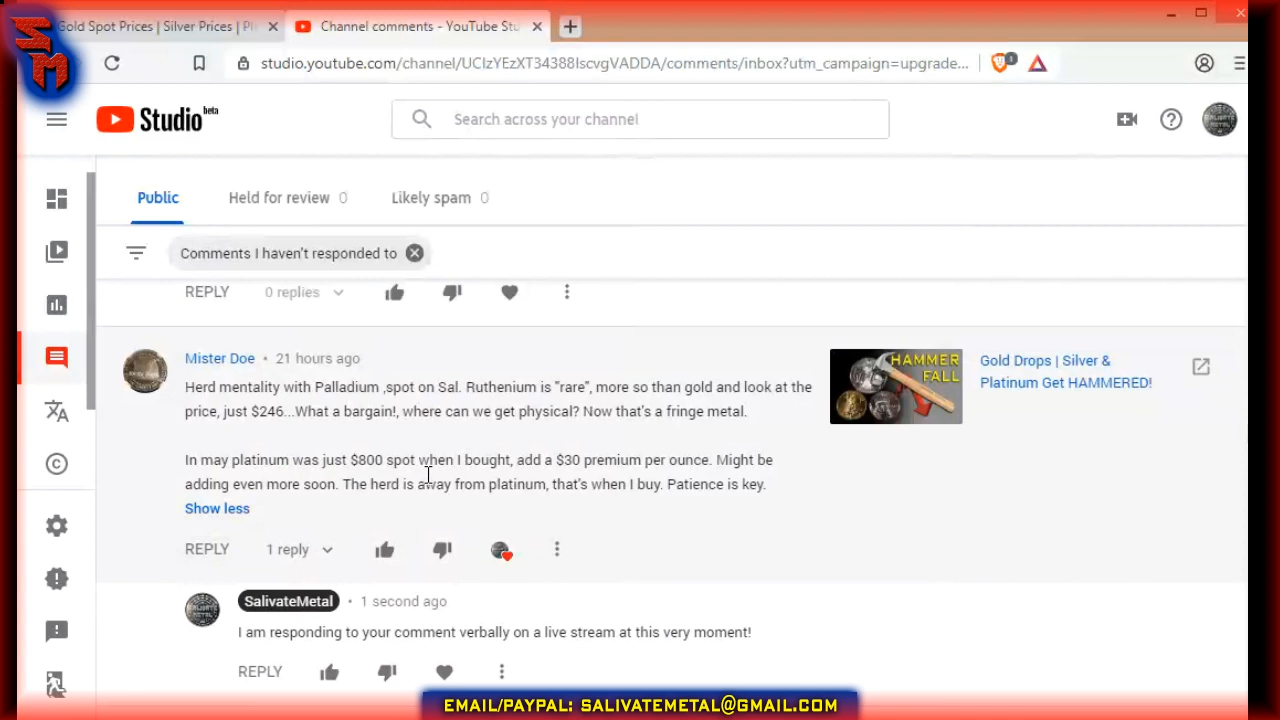 SM
Gold Spot Prices | Silver Prices | Pl
Channel comments - YouTube Stu
studio.youtube.com/channel/UCIzYEzXT34388IscvgVADDA/comments/inbox?utm_campaign=upgrade...
1
Studio beta
Search across your channel
SALIVATE METAL
Public
Held for review 0
Likely spam 0
Comments I haven't responded to
REPLY 0 replies
Mister Doe • 21 hours ago
Herd mentality with Palladium ,spot on Sal. Ruthenium is "rare", more so than gold and look at the
price, just $246...What a bargain!, where can we get physical? Now that's a fringe metal.
In may platinum was just $800 spot when I bought, add a $30 premium per ounce. Might be
adding even more soon. The herd is away from platinum, that's when I buy. Patience is key.
Show less
HAMMER
FALL
Gold Drops | Silver &
Platinum Get HAMMERED!
REPLY 1 reply
SalivateMetal • 1 second ago
I am responding to your comment verbally on a live stream at this very moment!
REPLY
EMAIL/PAYPAL: SALIVATEMETAL@GMAIL.COM